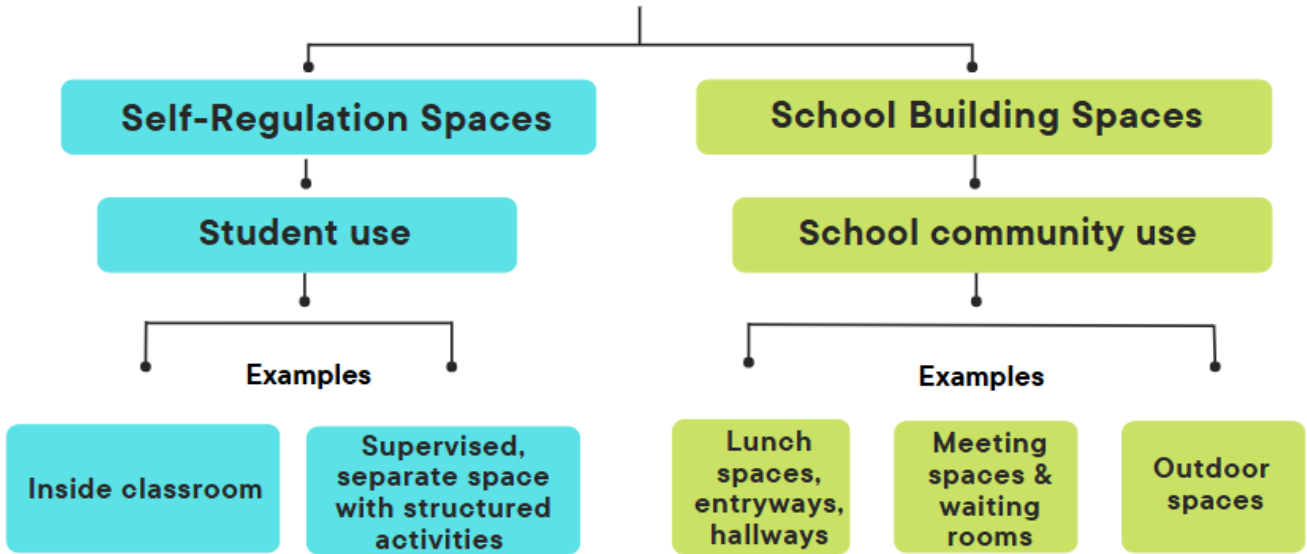 Self-Regulation Spaces
School Building Spaces
Student use
School community use
Examples
Examples
Inside classroom
Supervised,
separate space
with structured
activities
Lunch
spaces,
entryways,
hallways
Meeting
spaces &
waiting
rooms
Outdoor
spaces